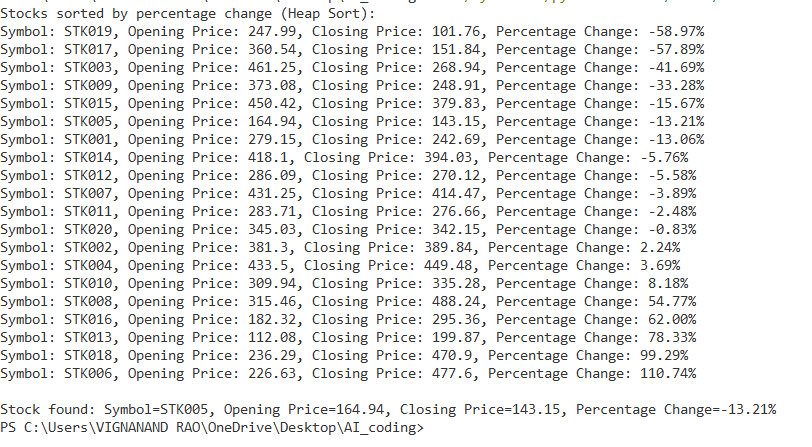 Stocks sorted by percentage change (Heap Sort):
Symbol: STK019, Opening Price: 247.99, Closing Price: 101.76, Percentage Change: -58.97%
Symbol: STK017, Opening Price: 360.54, Closing Price: 151.84, Percentage Change: -57.89%
Symbol: STK003, Opening Price: 461.25, Closing Price: 268.94, Percentage Change: -41.69%
Symbol: STK009, Opening Price: 373.08, Closing Price: 248.91, Percentage Change: -33.28%
Symbol: STK015, Opening Price: 450.42, Closing Price: 379.83, Percentage Change: -15.67%
Symbol: STK005, Opening Price: 164.94, Closing Price: 143.15, Percentage Change: -13.21%
Symbol: STK001, Opening Price: 279.15, Closing Price: 242.69, Percentage Change: -13.06%
Symbol: STK014, Opening Price: 418.1, Closing Price: 394.03, Percentage Change: -5.76%
Symbol: STK012, Opening Price: 286.09, Closing Price: 270.12, Percentage Change: -5.58%
Symbol: STK007, Opening Price: 431.25, Closing Price: 414.47, Percentage Change: -3.89%
Symbol: STK011, Opening Price: 283.71, Closing Price: 276.66, Percentage Change: -2.48%
Symbol: STK020, Opening Price: 345.03, Closing Price: 342.15, Percentage Change: -0.83%
Symbol: STK002, Opening Price: 381.3, Closing Price: 389.84, Percentage Change: 2.24%
Symbol: STK004, Opening Price: 433.5, Closing Price: 449.48, Percentage Change: 3.69%
Symbol: STK010, Opening Price: 309.94, Closing Price: 335.28, Percentage Change: 8.18%
Symbol: STK008, Opening Price: 315.46, Closing Price: 488.24, Percentage Change: 54.77%
Symbol: STK016, Opening Price: 182.32, Closing Price: 295.36, Percentage Change: 62.00%
Symbol: STK013, Opening Price: 112.08, Closing Price: 199.87, Percentage Change: 78.33%
Symbol: STK018, Opening Price: 236.29, Closing Price: 470.9, Percentage Change: 99.29%
Symbol: STK006, Opening Price: 226.63, Closing Price: 477.6, Percentage Change: 110.74%
Stock found: Symbol=STK005, Opening Price=164.94, Closing Price=143.15, Percentage Change=-13.21%
PS C:\Users\VIGNANAND RAO\OneDrive\Desktop\AI_coding>